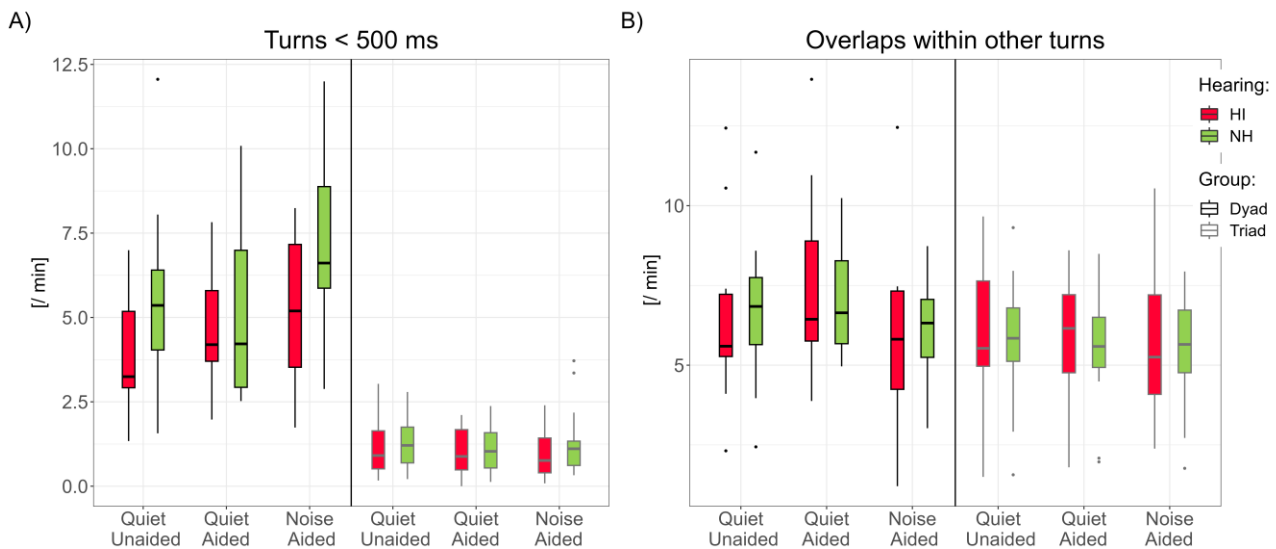 A)
Turns < 500 ms
[/ min]
12.5
10.0
7.5
5.0
2.5
0.0
Quiet Unaided
Quiet Aided
Noise Aided
Quiet Unaided
Quiet Aided
Noise Aided
B)
Overlaps within other turns
[/ min]
10
5
Quiet Unaided
Quiet Aided
Noise Aided
Quiet Unaided
Quiet Aided
Noise Aided
Hearing:
HI
NH
Group:
Dyad
Triad